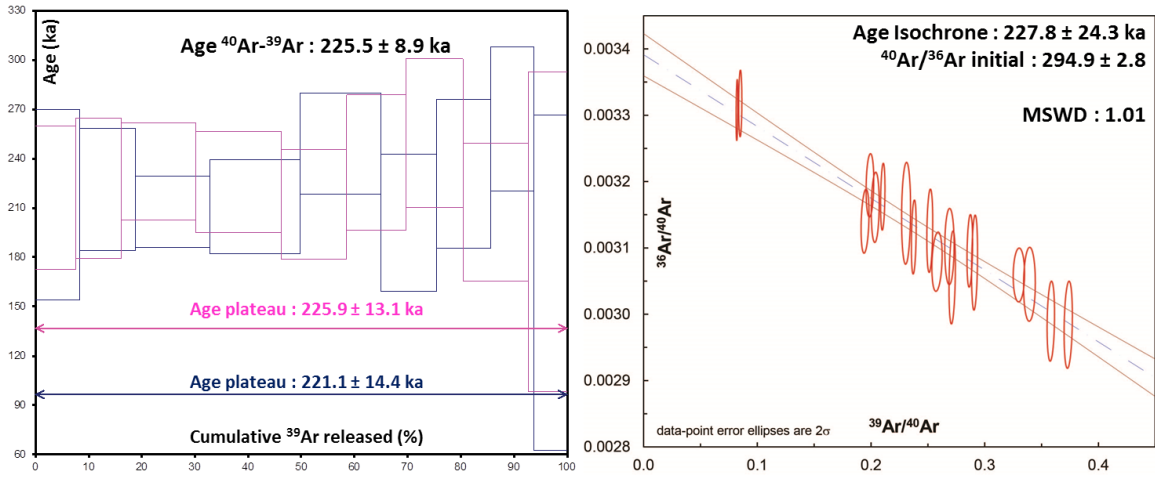 330
300
270
240
210
180
150
120
90
60
Age (ka)
Age ⁴⁰Ar-³⁹Ar : 225.5 ± 8.9 ka
Age plateau : 225.9 ± 13.1 ka
Age plateau : 221.1 ± 14.4 ka
Cumulative ³⁹Ar released (%)
0 10 20 30 40 50 60 70 80 90 100
Age Isochrone : 227.8 ± 24.3 ka
⁴⁰Ar/³⁶Ar initial : 294.9 ± 2.8
MSWD : 1.01
0.0034
0.0033
0.0032
0.0031
0.0030
0.0029
0.0028
³⁶Ar/⁴⁰Ar
data-point error ellipses are 2σ
³⁹Ar/⁴⁰Ar
0.0 0.1 0.2 0.3 0.4